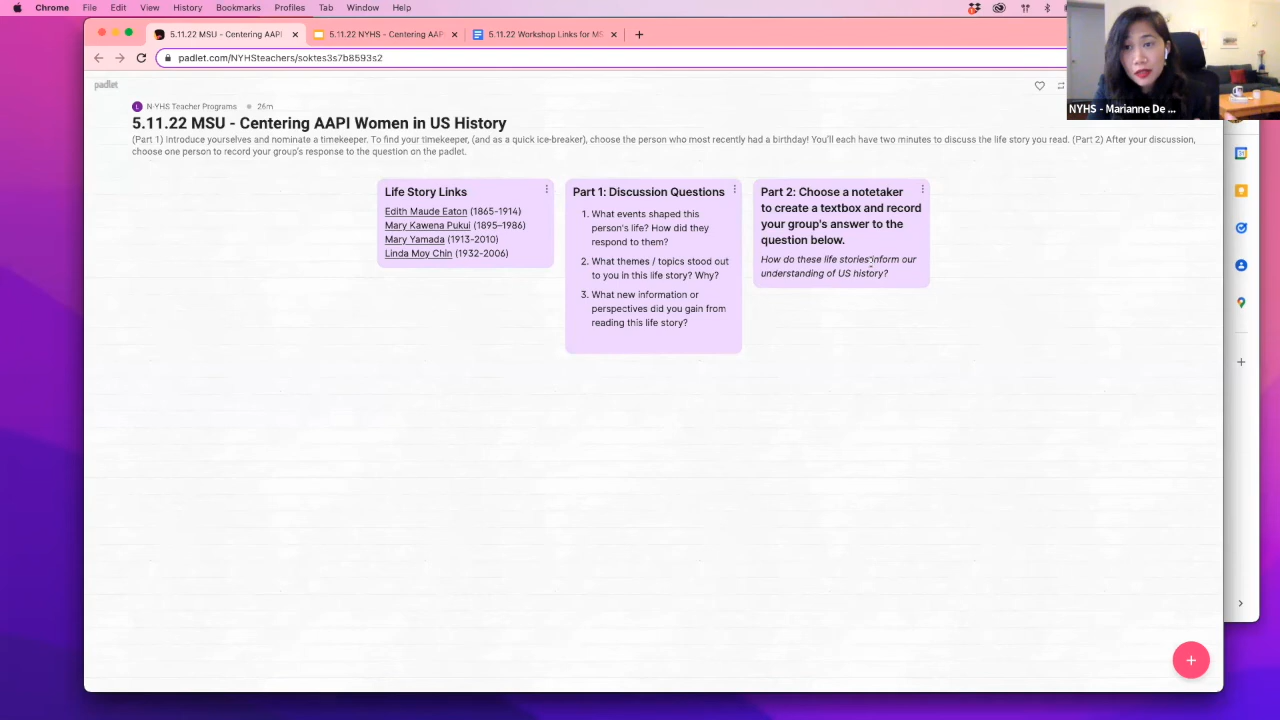 Chrome File Edit View History Bookmarks Profiles Tab Window Help
5.11.22 MSU - Centering AAPI
5.11.22 NYHS - Centering AAP
5.11.22 Workshop Links for MS
padlet.com/NYHSteachers/soktes3s7b8593s2
padlet
N-YHS Teacher Programs 26m
5.11.22 MSU - Centering AAPI Women in US History
(Part 1) Introduce yourselves and nominate a timekeeper. To find your timekeeper, (and as a quick ice-breaker), choose the person who most recently had a birthday! You'll each have two minutes to discuss the life story you read. (Part 2) After your discussion,
choose one person to record your group's response to the question on the padlet.
Life Story Links
Edith Maude Eaton (1865-1914)
Mary Kawena Pukui (1895–1986)
Mary Yamada (1913-2010)
Linda Moy Chin (1932-2006)
Part 1: Discussion Questions
1. What events shaped this
person's life? How did they
respond to them?
2. What themes / topics stood out
to you in this life story? Why?
3. What new information or
perspectives did you gain from
reading this life story?
Part 2: Choose a notetaker
to create a textbox and record
your group's answer to the
question below.
How do these life stories inform our
understanding of US history?
NYHS - Marianne De ...